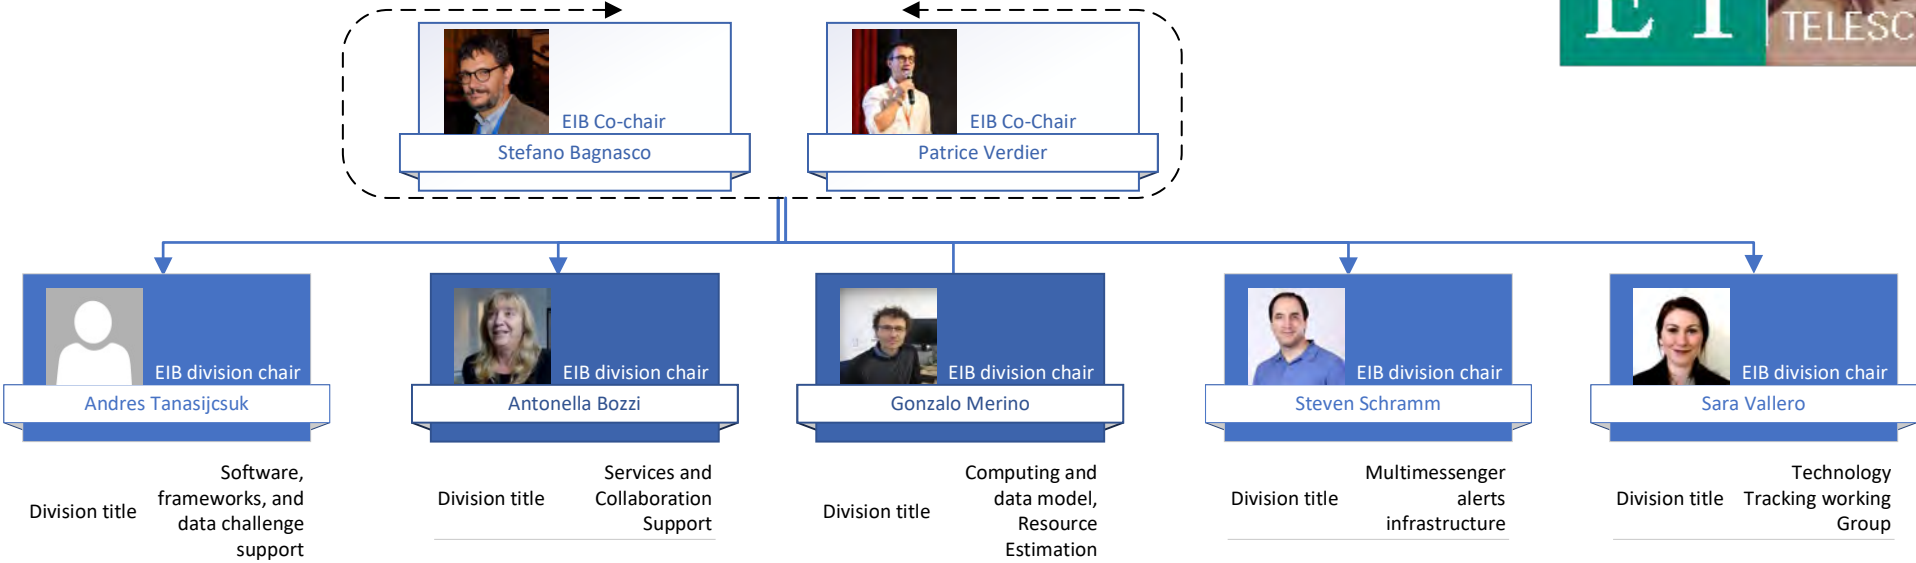 ET
TELESC
EIB Co-chair
Stefano Bagnasco
EIB Co-Chair
Patrice Verdier
EIB division chair
Andres Tanasijcsuk
Division title
Software,
frameworks, and
data challenge
support
EIB division chair
Antonella Bozzi
Division title
Services and
Collaboration
Support
EIB division chair
Gonzalo Merino
Division title
Computing and
data model,
Resource
Estimation
EIB division chair
Steven Schramm
Division title
Multimessenger
alerts
infrastructure
EIB division chair
Sara Vallero
Division title
Technology
Tracking working
Group